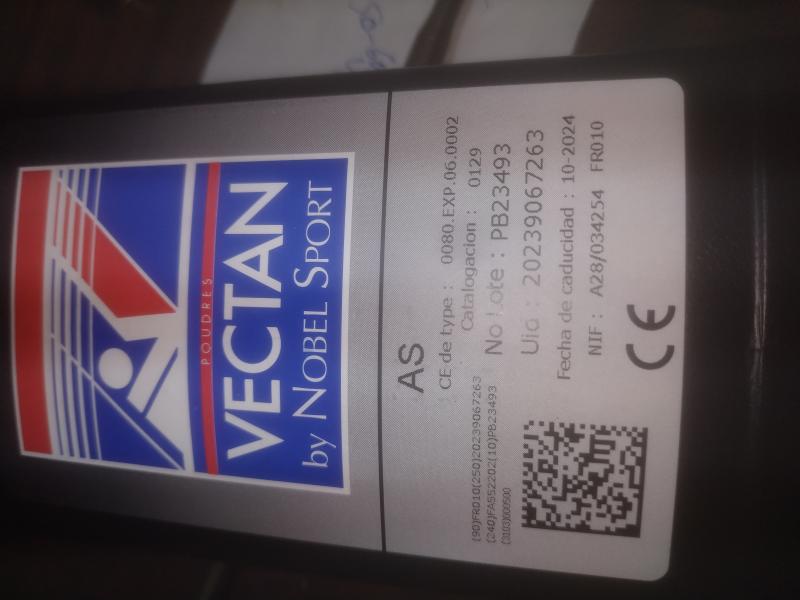 POUDRES
VECTAN
by NOBEL SPORT
AS
CE de type : 0080.EXP.06.0002
Catalogacion : 0129
No Lote : PB23493
Uid : 20239067263
Fecha de caducidad : 10-2024
NIF : A28/034254 FR010
CE
(90)FR010(250)20239067263
(240)FA552202(10)PB23493
(3103)000500